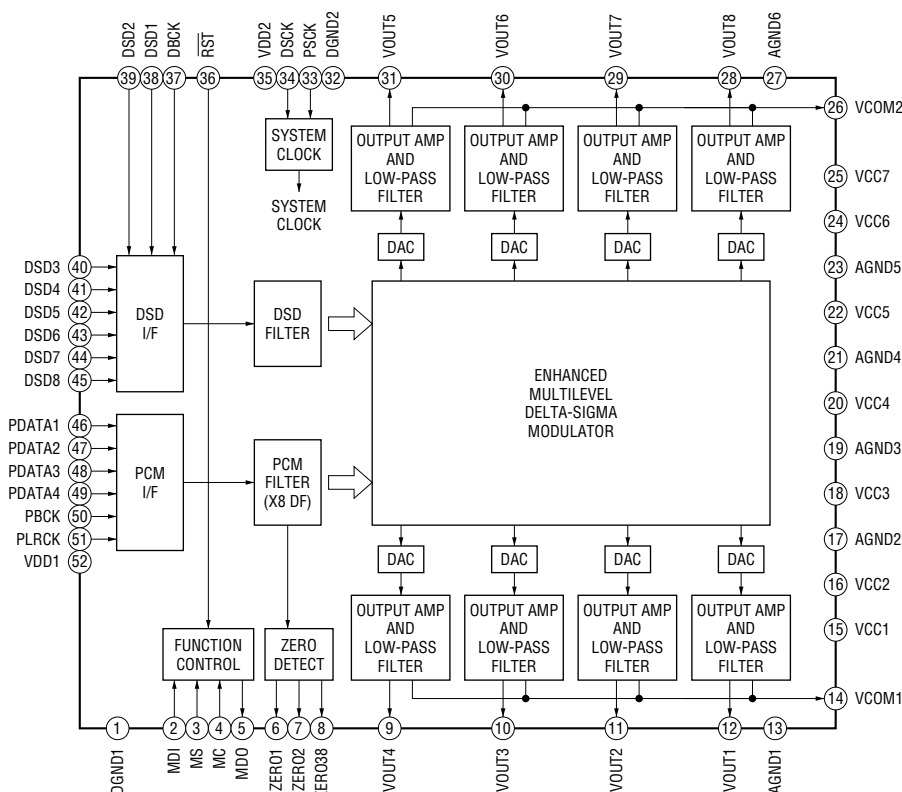 DSD2
DSD1
DBCK
RST
VDD2
DSCK
PSCK
DGND2
VOUT5
VOUT6
VOUT7
VOUT8
AGND6
39
38
37
36
35
34
33
32
31
30
29
28
27
26 VCOM2
SYSTEM
CLOCK
SYSTEM
CLOCK
OUTPUT AMP
AND
LOW-PASS
FILTER
OUTPUT AMP
AND
LOW-PASS
FILTER
OUTPUT AMP
AND
LOW-PASS
FILTER
OUTPUT AMP
AND
LOW-PASS
FILTER
25 VCC7
24 VCC6
DAC
DAC
DAC
DAC
23 AGND5
22 VCC5
21 AGND4
20 VCC4
19 AGND3
18 VCC3
17 AGND2
16 VCC2
15 VCC1
14 VCOM1
DSD3 40
DSD4 41
DSD5 42
DSD6 43
DSD7 44
DSD8 45
DSD
I/F
DSD
FILTER
ENHANCED
MULTILEVEL
DELTA-SIGMA
MODULATOR
PDATA1 46
PDATA2 47
PDATA3 48
PDATA4 49
PBCK 50
PLRCK 51
VDD1 52
PCM
I/F
PCM
FILTER
(X8 DF)
DAC
DAC
DAC
DAC
FUNCTION
CONTROL
ZERO
DETECT
OUTPUT AMP
AND
LOW-PASS
FILTER
OUTPUT AMP
AND
LOW-PASS
FILTER
OUTPUT AMP
AND
LOW-PASS
FILTER
OUTPUT AMP
AND
LOW-PASS
FILTER
1
2
3
4
5
6
7
8
9
10
11
12
13
DGND1
MDI
MS
MC
MDO
ZERO1
ZERO2
ZERO38
VOUT4
VOUT3
VOUT2
VOUT1
AGND1